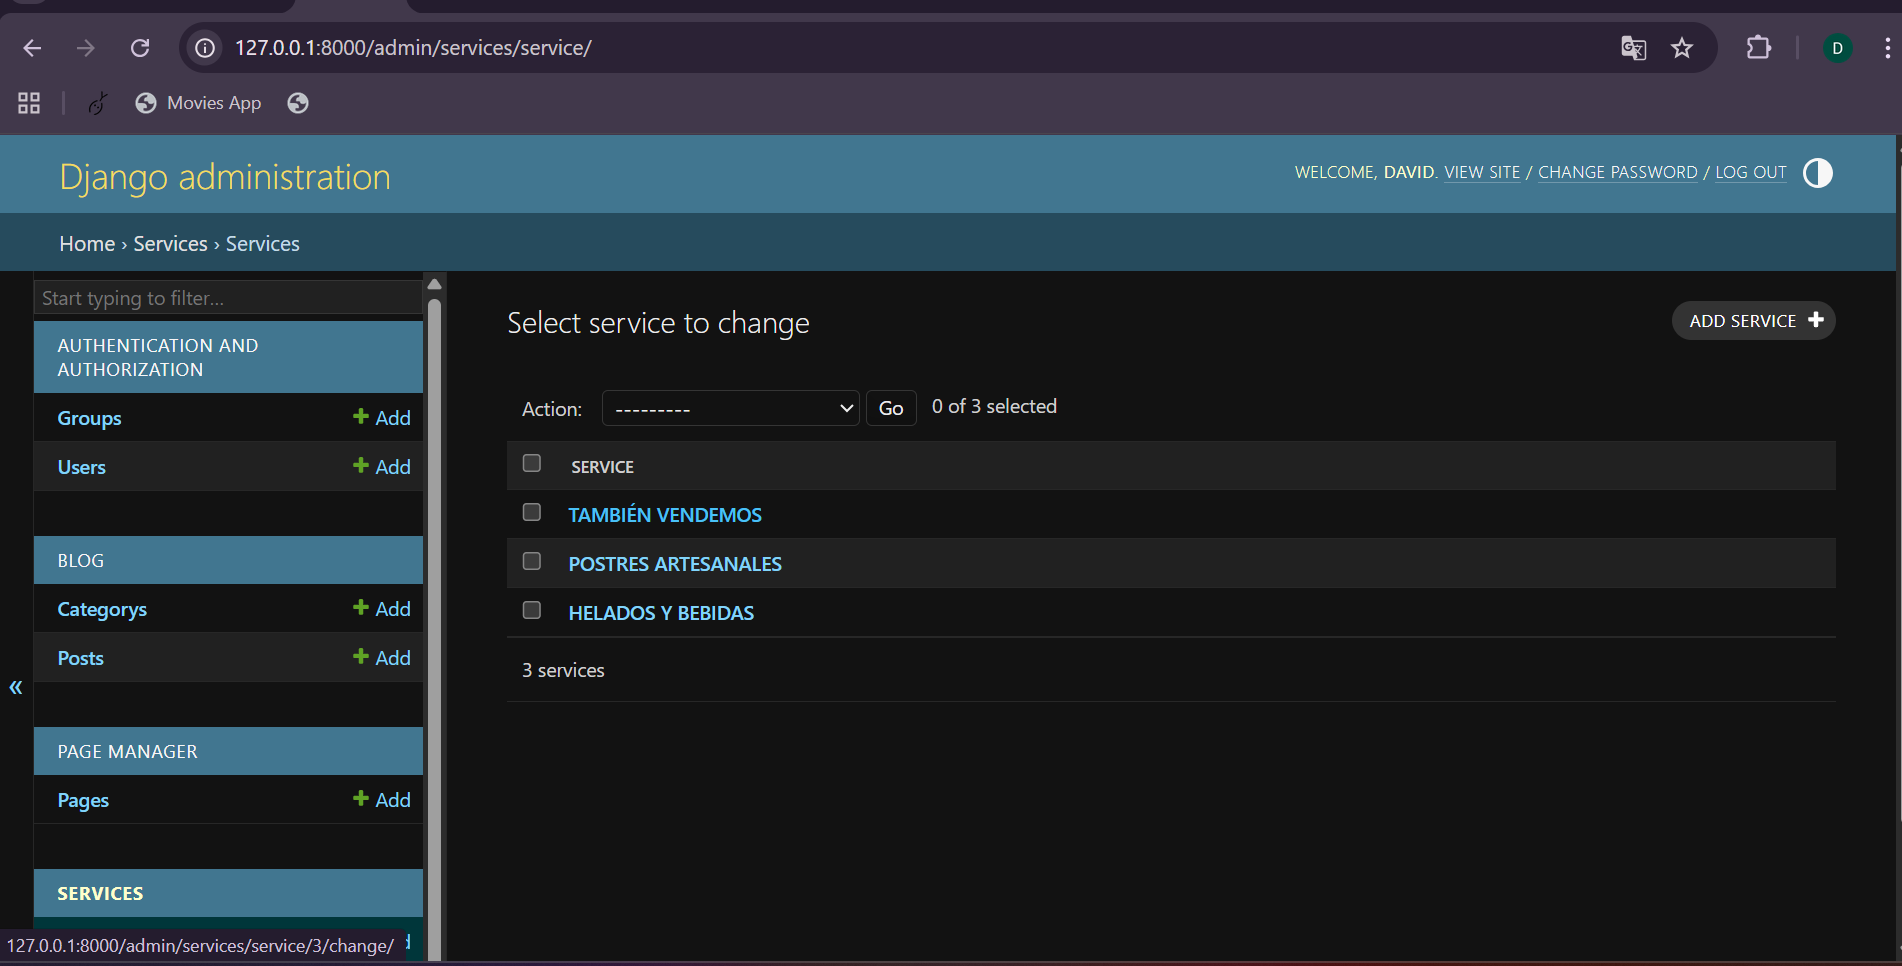 127.0.0.1:8000/admin/services/service/
D
Movies App
Django administration
WELCOME, DAVID. VIEW SITE / CHANGE PASSWORD / LOG OUT
Home › Services › Services
Start typing to filter...
AUTHENTICATION AND
AUTHORIZATION
Groups + Add
Users + Add
BLOG
Categorys + Add
Posts + Add
«
PAGE MANAGER
Pages + Add
SERVICES
Select service to change
ADD SERVICE +
Action: --------- Go 0 of 3 selected
SERVICE
TAMBIÉN VENDEMOS
POSTRES ARTESANALES
HELADOS Y BEBIDAS
3 services
127.0.0.1:8000/admin/services/service/3/change/